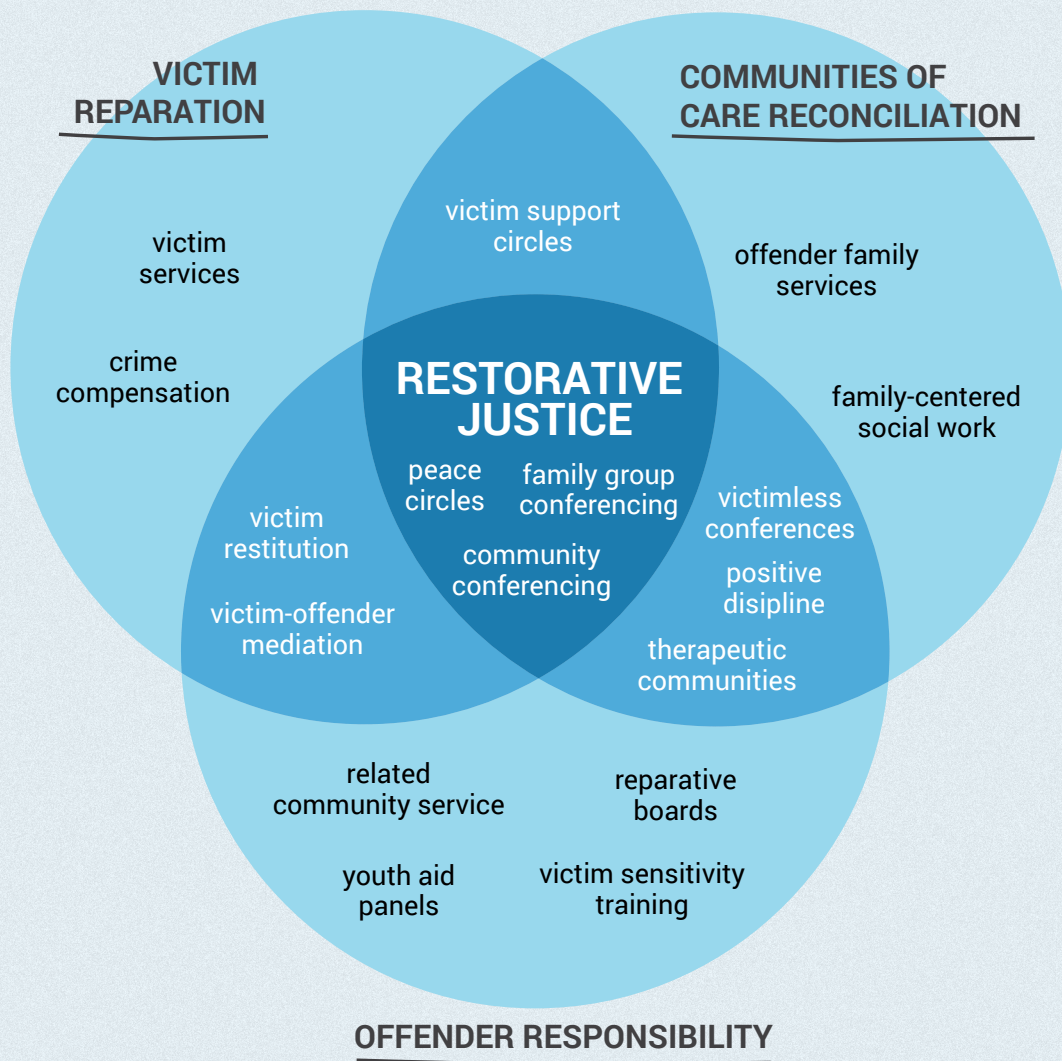 VICTIM
REPARATION
COMMUNITIES OF
CARE RECONCILIATION
victim support
circles
victim
services
offender family
services
crime
compensation
family-centered
social work
RESTORATIVE
JUSTICE
peace
circles
family group
conferencing
community
conferencing
victim
restitution
victim-offender
mediation
victimless
conferences
positive
disipline
therapeutic
communities
related
community service
reparative
boards
youth aid
panels
victim sensitivity
training
OFFENDER RESPONSIBILITY